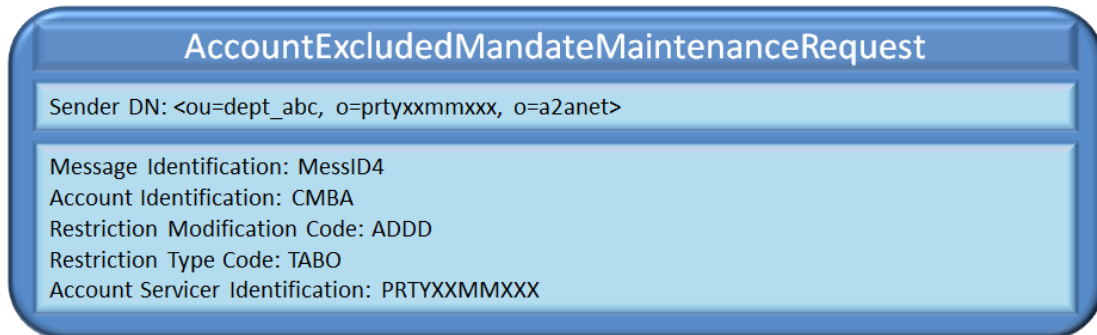 AccountExcludedMandateMaintenanceRequest
Sender DN: <ou=dept_abc, o=prtyxxmmxxx, o=a2anet>
Message Identification: MessID4
Account Identification: CMBA
Restriction Modification Code: ADDD
Restriction Type Code: TABO
Account Servicer Identification: PRTYXXMMXXX